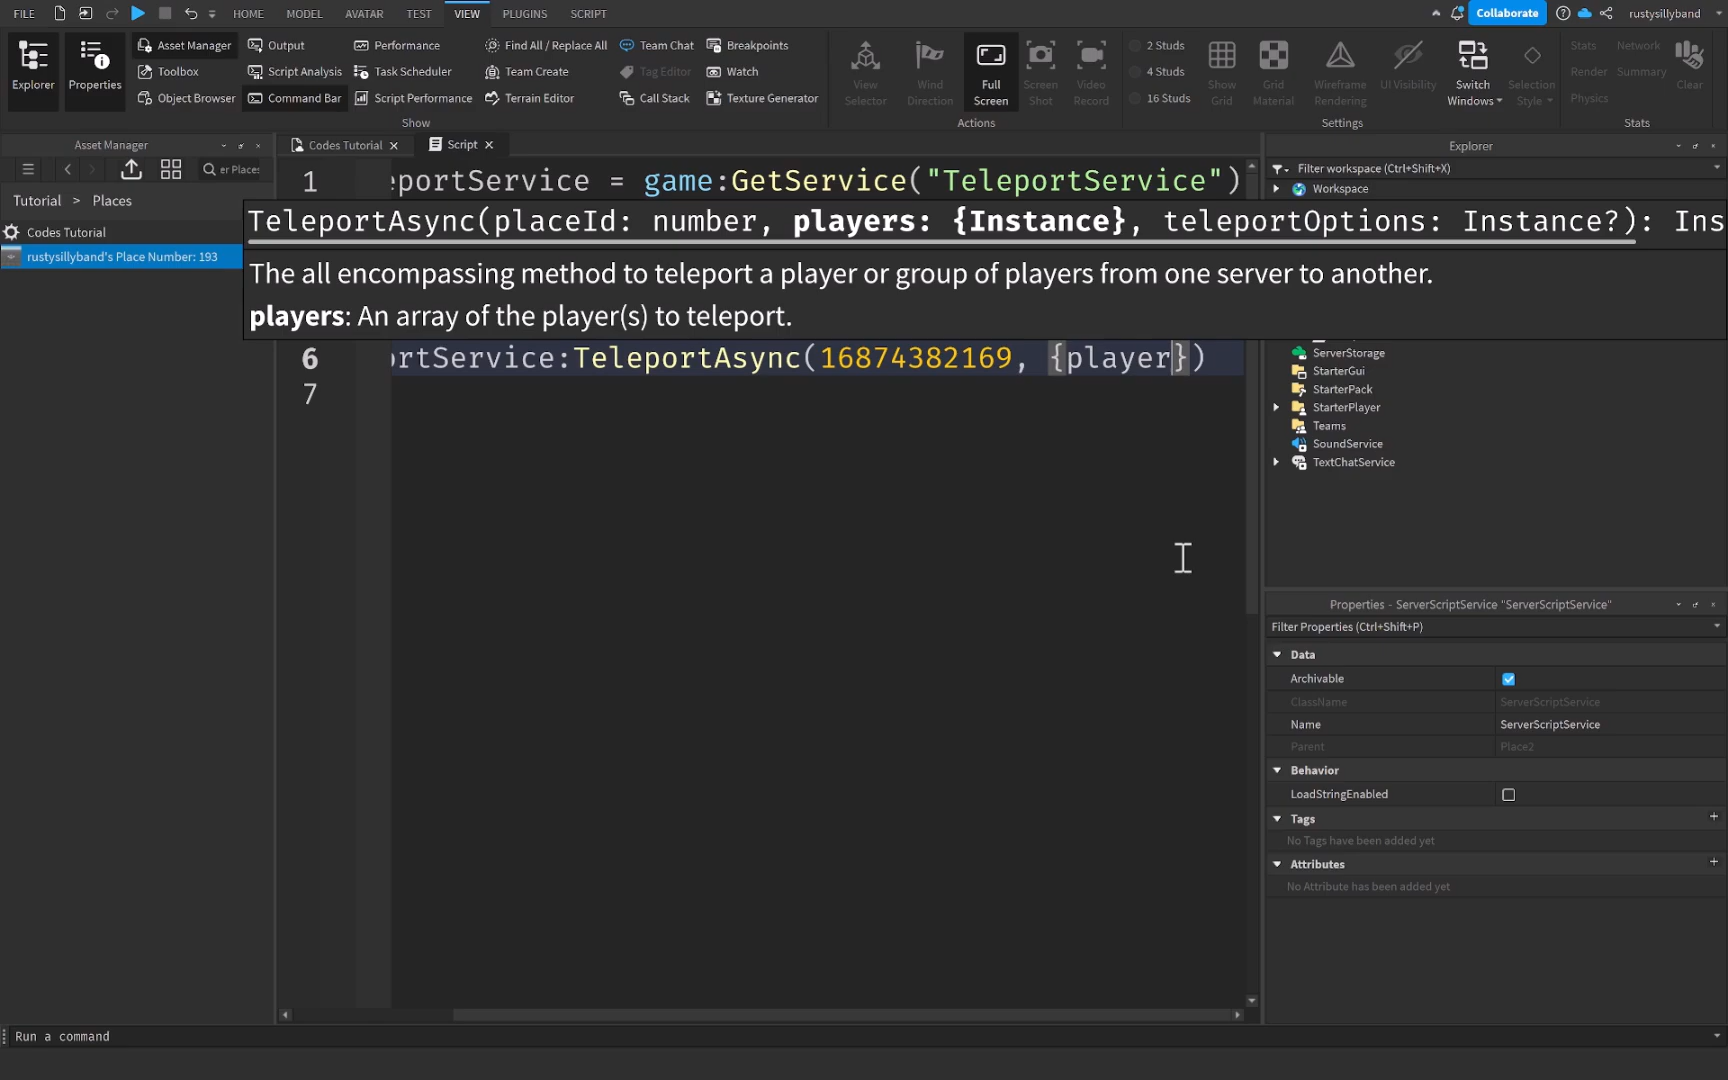 FILE HOME MODEL AVATAR TEST VIEW PLUGINS SCRIPT Collaborate rustysillyband
Explorer
Properties
Asset Manager
Toolbox
Object Browser
Output
Script Analysis
Command Bar
Performance
Task Scheduler
Script Performance
Find All / Replace All
Team Create
Terrain Editor
Team Chat
Tag Editor
Call Stack
Breakpoints
Watch
Texture Generator
Show
View Selector
Wind Direction
Full Screen
Screen Shot
Video Record
Actions
2 Studs
4 Studs
16 Studs
Show Grid
Grid Material
Wireframe Rendering
UI Visibility
Switch Windows
Selection Style
Settings
Stats Network
Render Summary
Physics
Clear
Stats
Asset Manager
er Places
Tutorial > Places
Codes Tutorial
rustysillyband's Place Number: 193
Codes Tutorial
Script
1 eportService = game:GetService("TeleportService")
TeleportAsync(placeId: number, players: {Instance}, teleportOptions: Instance?): Ins
The all encompassing method to teleport a player or group of players from one server to another.
players: An array of the player(s) to teleport.
6 ortService:TeleportAsync(16874382169, {player})
7
Explorer
Filter workspace (Ctrl+Shift+X)
Workspace
ServerStorage
StarterGui
StarterPack
StarterPlayer
Teams
SoundService
TextChatService
Properties - ServerScriptService "ServerScriptService"
Filter Properties (Ctrl+Shift+P)
Data
Archivable
ClassName ServerScriptService
Name ServerScriptService
Parent Place2
Behavior
LoadStringEnabled
Tags
No Tags have been added yet
Attributes
No Attribute has been added yet
Run a command